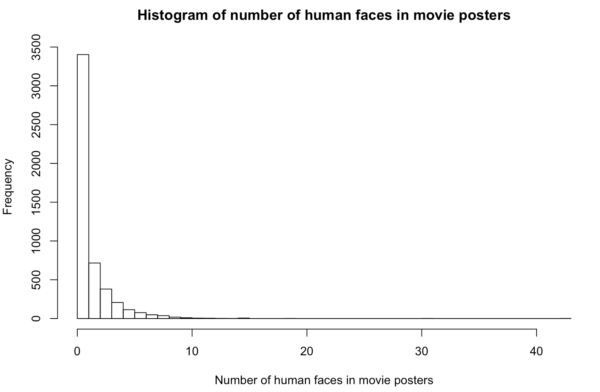 Histogram of number of human faces in movie posters
3500
3000
2500
2000
1500
1000
500
0
Frequency
0 10 20 30 40
Number of human faces in movie posters